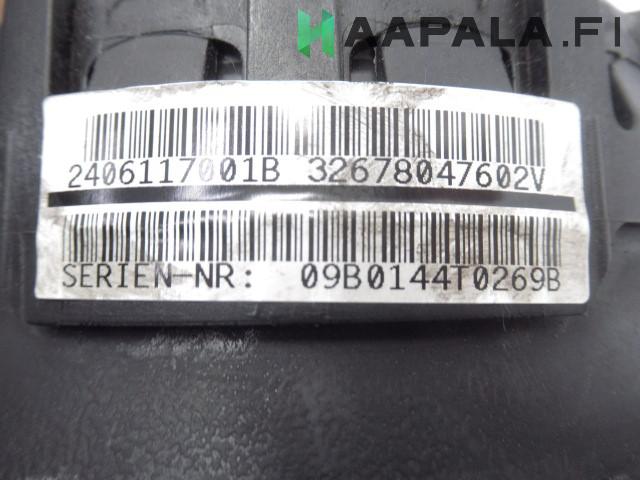 HAAPALA.FI
2406117001B 32678047602V
SERIEN-NR: 09B0144T0269B